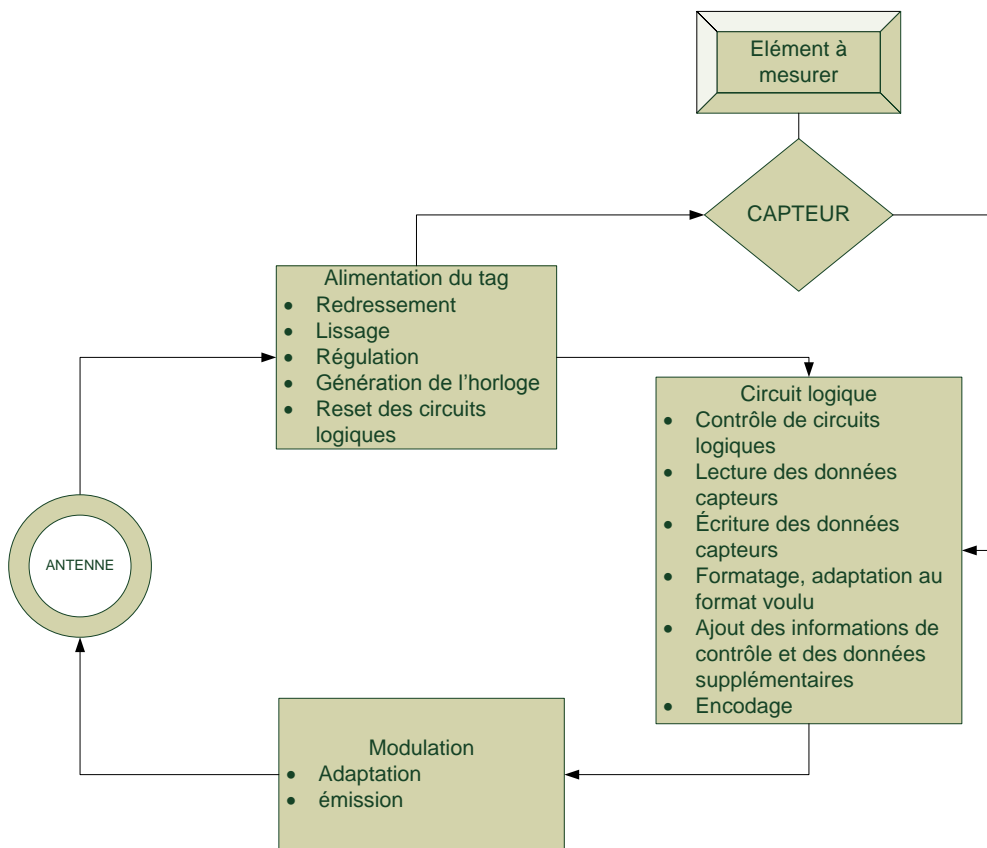 Elément à
mesurer
CAPTEUR
Alimentation du tag
• Redressement
• Lissage
• Régulation
• Génération de l’horloge
• Reset des circuits
logiques
Circuit logique
• Contrôle de circuits
logiques
• Lecture des données
capteurs
• Écriture des données
capteurs
• Formatage, adaptation au
format voulu
• Ajout des informations de
contrôle et des données
supplémentaires
• Encodage
ANTENNE
Modulation
• Adaptation
• émission